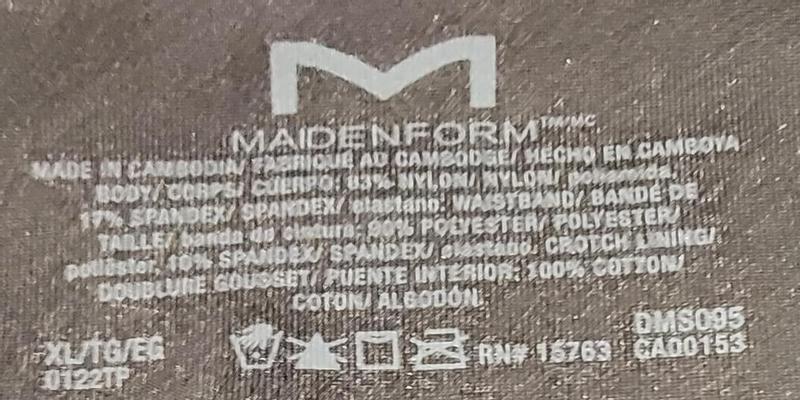 MAIDENFORM™/MC
MADE IN CAMBODIA/ FABRIQUÉ AU CAMBODGE/ HECHO EN CAMBOYA
BODY/ CORPS/ CUERPO: 83% NYLON/ NYLON/ poliamida,
17% SPANDEX/ SPANDEX/ elastano. WAISTBAND/ BANDE DE
TAILLE/ banda de cintura: 90% POLYESTER/ POLYESTER/
poliéster, 10% SPANDEX/ SPANDEX/ elastano. CROTCH LINING/
DOUBLURE GOUSSET/ PUENTE INTERIOR: 100% COTTON/
COTON/ ALGODÓN.
XL/TG/EG
0122TP
RN# 15763
DMS095
CA00153